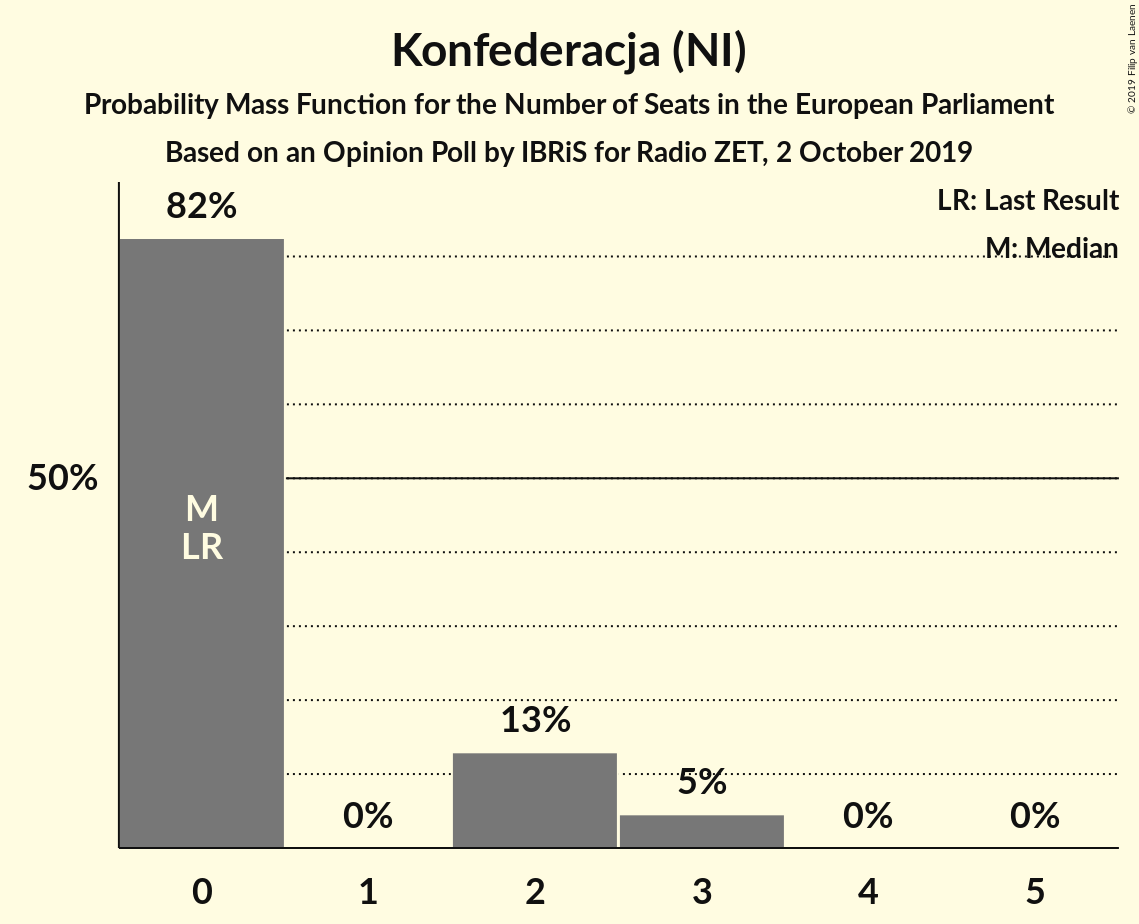 Konfederacja (NI)
Probability Mass Function for the Number of Seats in the European Parliament
Based on an Opinion Poll by IBRiS for Radio ZET, 2 October 2019
© 2019 Filip van Laenen
LR: Last Result
M: Median
82%
50%
M
LR
0%
13%
5%
0%
0%
0 1 2 3 4 5